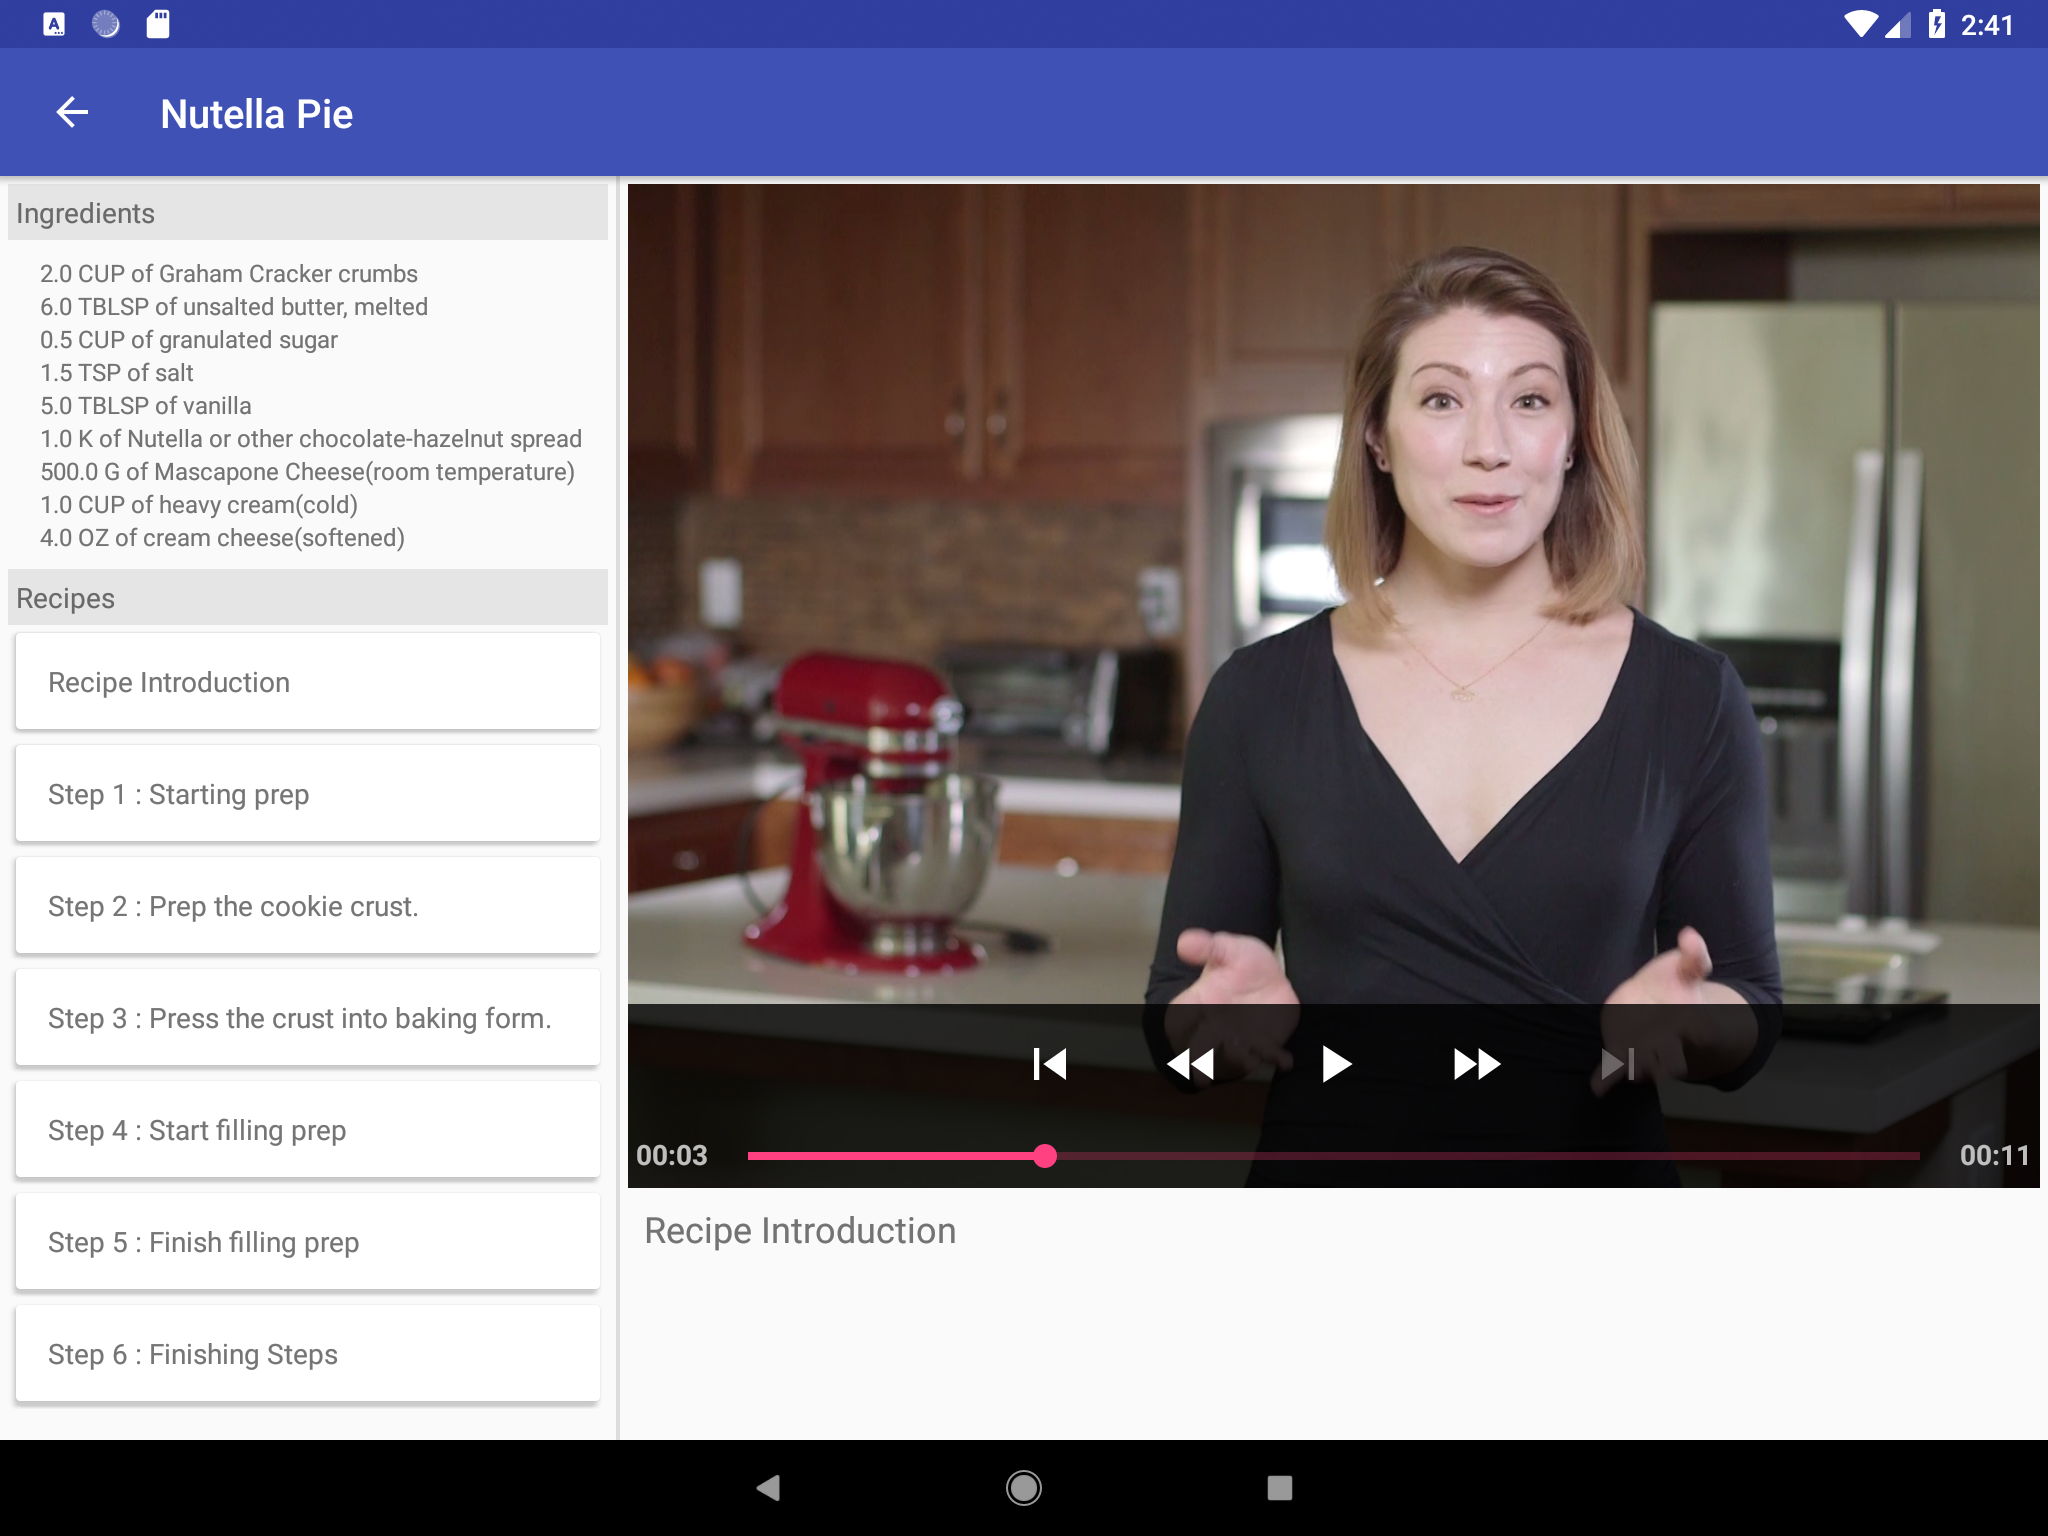 2:41
Nutella Pie
Ingredients
2.0 CUP of Graham Cracker crumbs
6.0 TBLSP of unsalted butter, melted
0.5 CUP of granulated sugar
1.5 TSP of salt
5.0 TBLSP of vanilla
1.0 K of Nutella or other chocolate-hazelnut spread
500.0 G of Mascapone Cheese(room temperature)
1.0 CUP of heavy cream(cold)
4.0 OZ of cream cheese(softened)
Recipes
Recipe Introduction
Step 1 : Starting prep
Step 2 : Prep the cookie crust.
Step 3 : Press the crust into baking form.
Step 4 : Start filling prep
Step 5 : Finish filling prep
Step 6 : Finishing Steps
00:03
00:11
Recipe Introduction